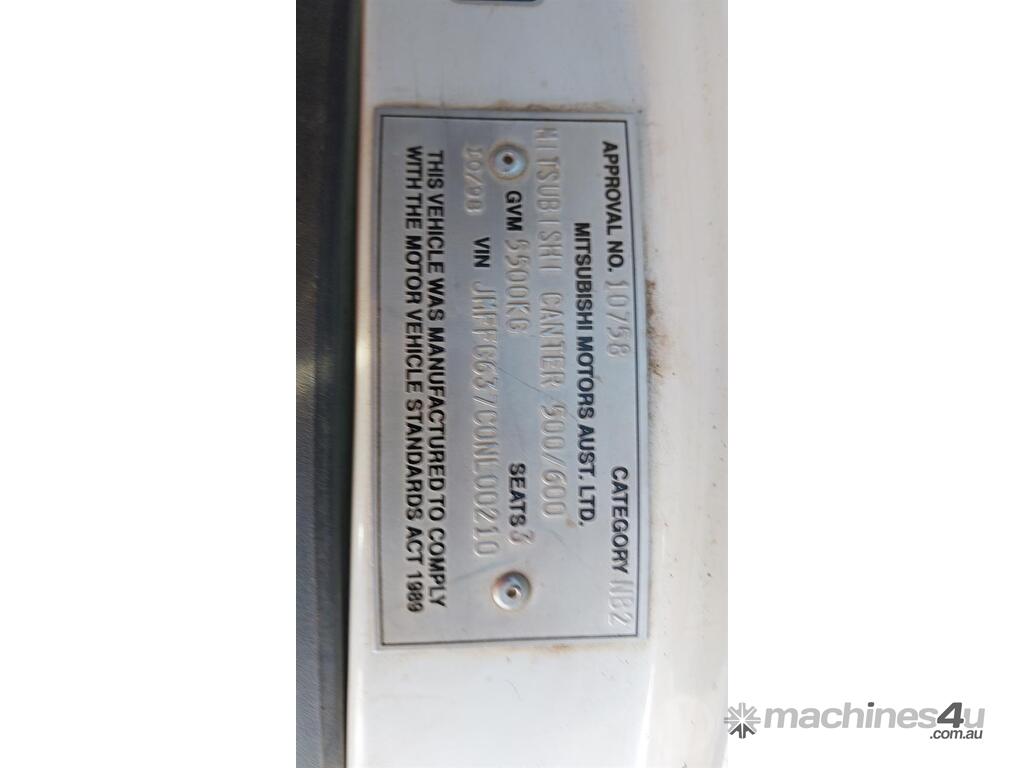 APPROVAL NO. 10758 CATEGORY NB2
MITSUBISHI MOTORS AUST. LTD.
MITSUBISHI CANTER 500/600
GVM 5500KG SEATS 3
10/98 VIN JMFFC637C0NL00210
THIS VEHICLE WAS MANUFACTURED TO COMPLY
WITH THE MOTOR VEHICLE STANDARDS ACT 1989
machines4u
.com.au